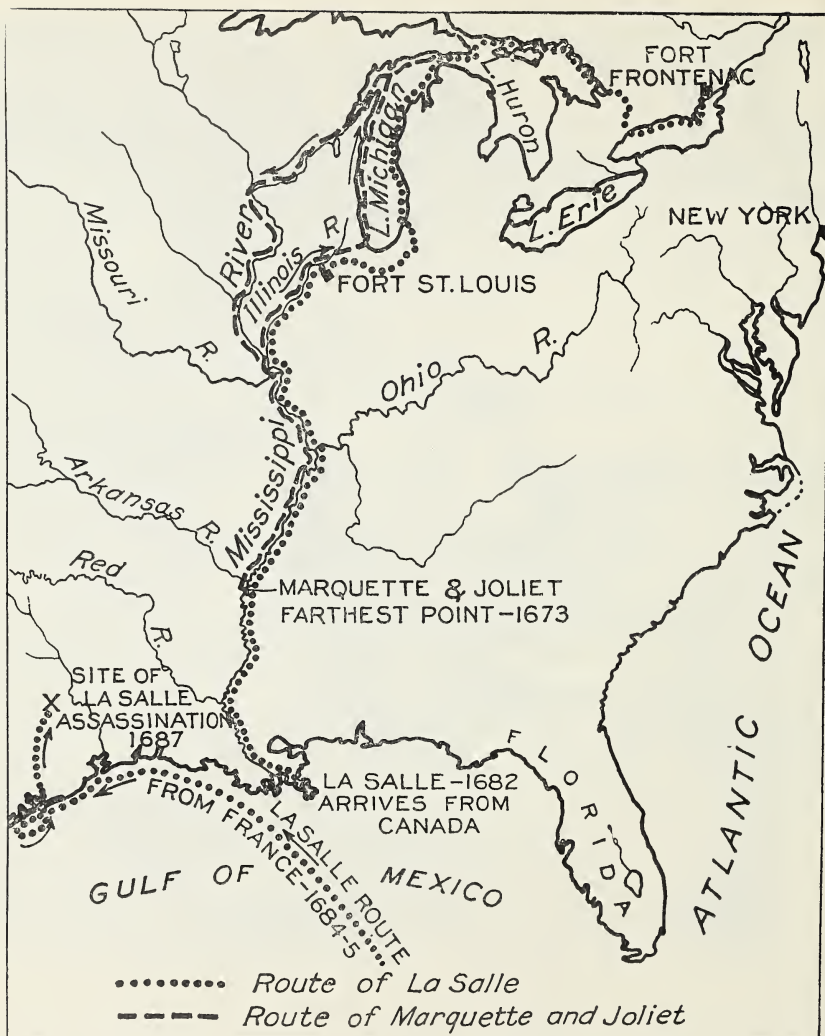 FORT
FRONTENAC
L. Huron
L. Michigan
L. Erie
NEW YORK
Missouri
R.
River
Illinois
R.
FORT ST. LOUIS
Ohio
R.
Mississippi
Arkansas R.
Red
R.
MARQUETTE & JOLIET
FARTHEST POINT-1673
SITE OF
X LA SALLE
ASSASSINATION
1687
FLORIDA
LA SALLE-1682
ARRIVES FROM
CANADA
FROM FRANCE-1684-5
LA SALLE ROUTE
GULF OF MEXICO
ATLANTIC OCEAN
Route of La Salle
Route of Marquette and Joliet